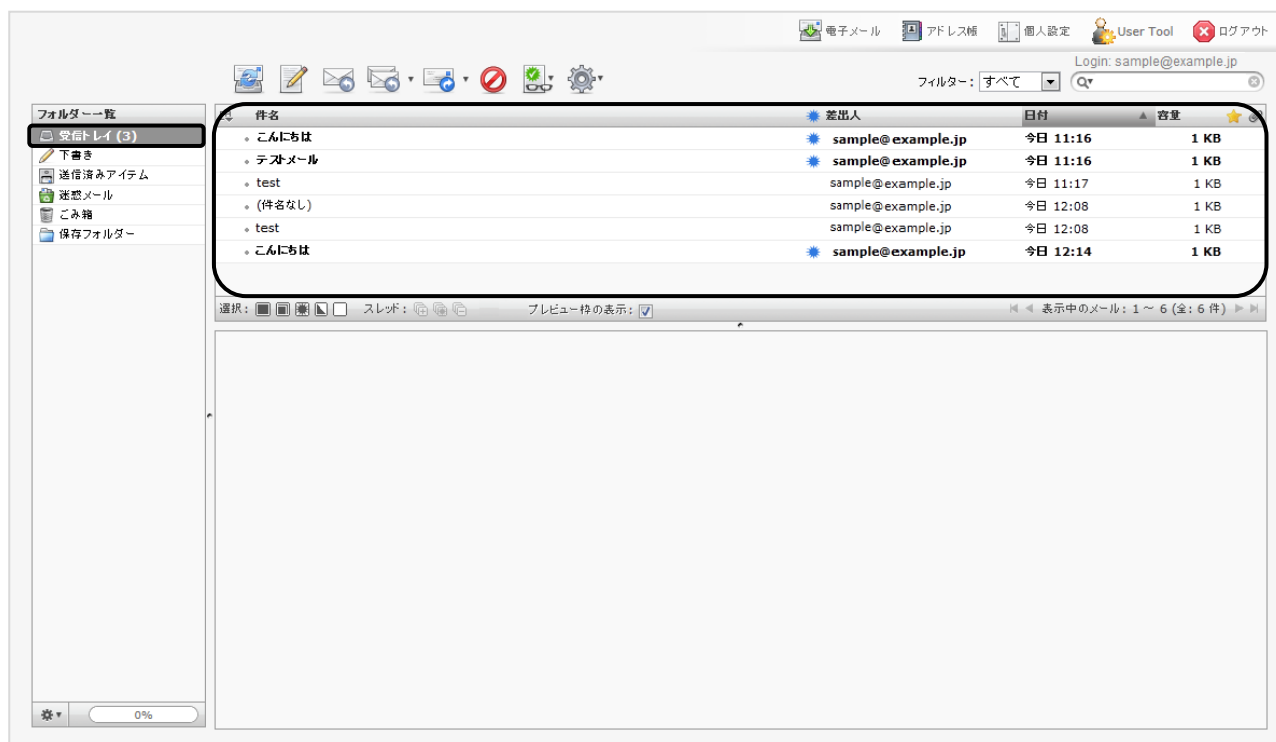 電子メール アドレス帳 個人設定 User Tool ログアウト
Login: sample@example.jp
フィルター: すべて
フォルダー一覧
受信トレイ (3)
下書き
送信済みアイテム
迷惑メール
ごみ箱
保存フォルダー
件名 差出人 日付 容量
こんにちは sample@example.jp 今日 11:16 1 KB
テストメール sample@example.jp 今日 11:16 1 KB
test sample@example.jp 今日 11:17 1 KB
(件名なし) sample@example.jp 今日 12:08 1 KB
test sample@example.jp 今日 12:08 1 KB
こんにちは sample@example.jp 今日 12:14 1 KB
選択: スレッド: プレビュー枠の表示: 表示中のメール: 1 ~ 6 (全: 6 件)
0%